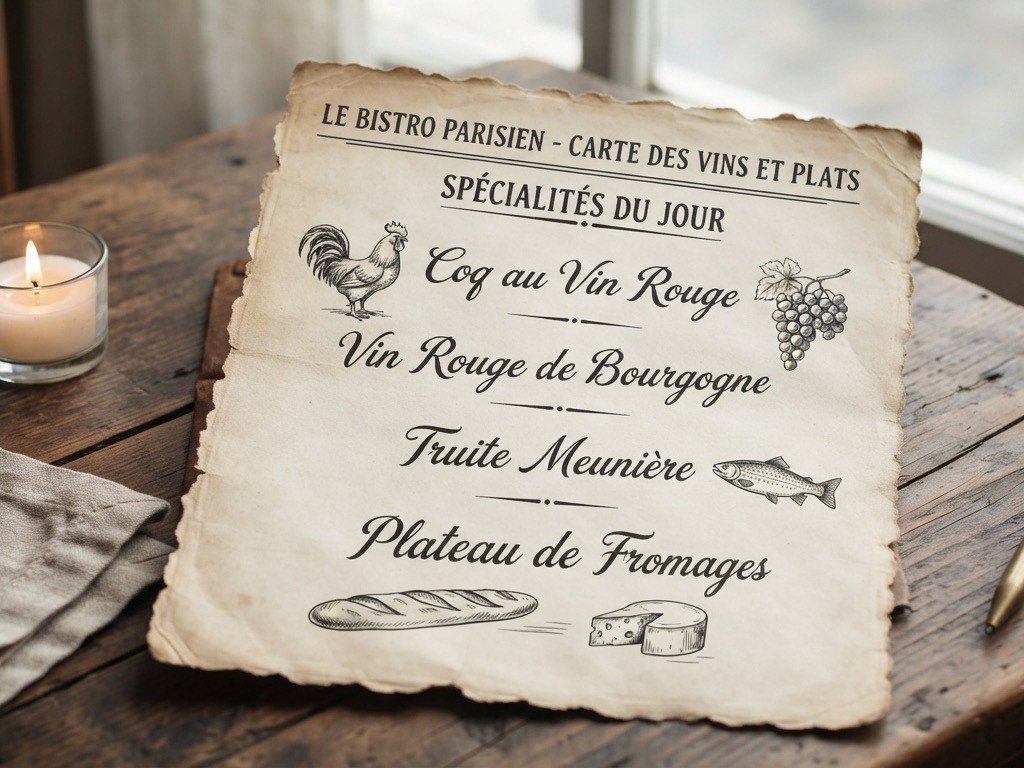 LE BISTRO PARISIEN - CARTE DES VINS ET PLATS
SPÉCIALITÉS DU JOUR
Coq au Vin Rouge
Vin Rouge de Bourgogne
Truite Meunière
Plateau de Fromages